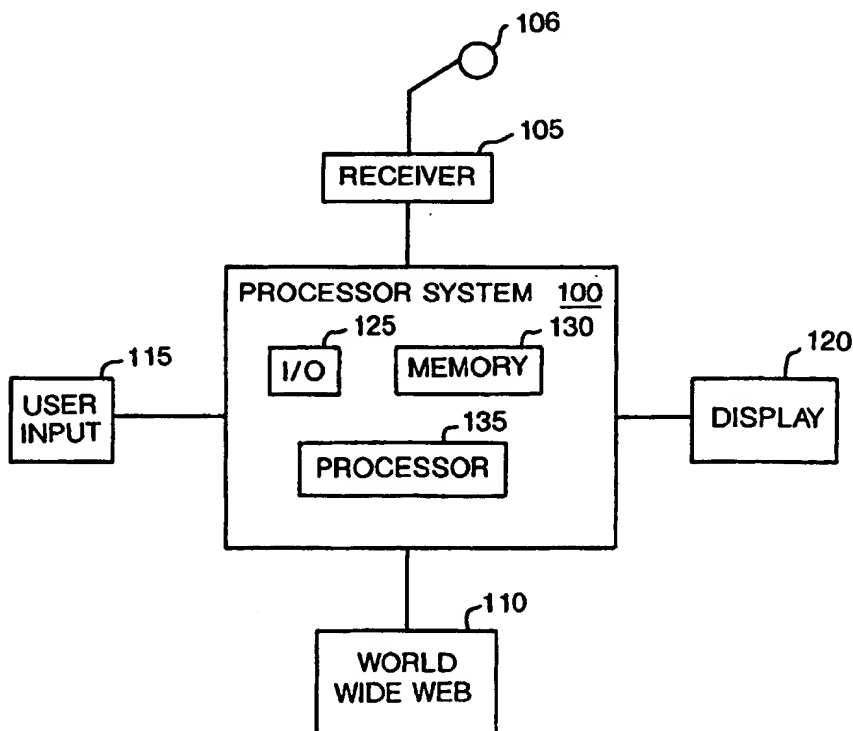 106
105
RECEIVER
PROCESSOR SYSTEM 100
125
130
I/O
MEMORY
115
120
USER
INPUT
DISPLAY
135
PROCESSOR
110
WORLD
WIDE WEB